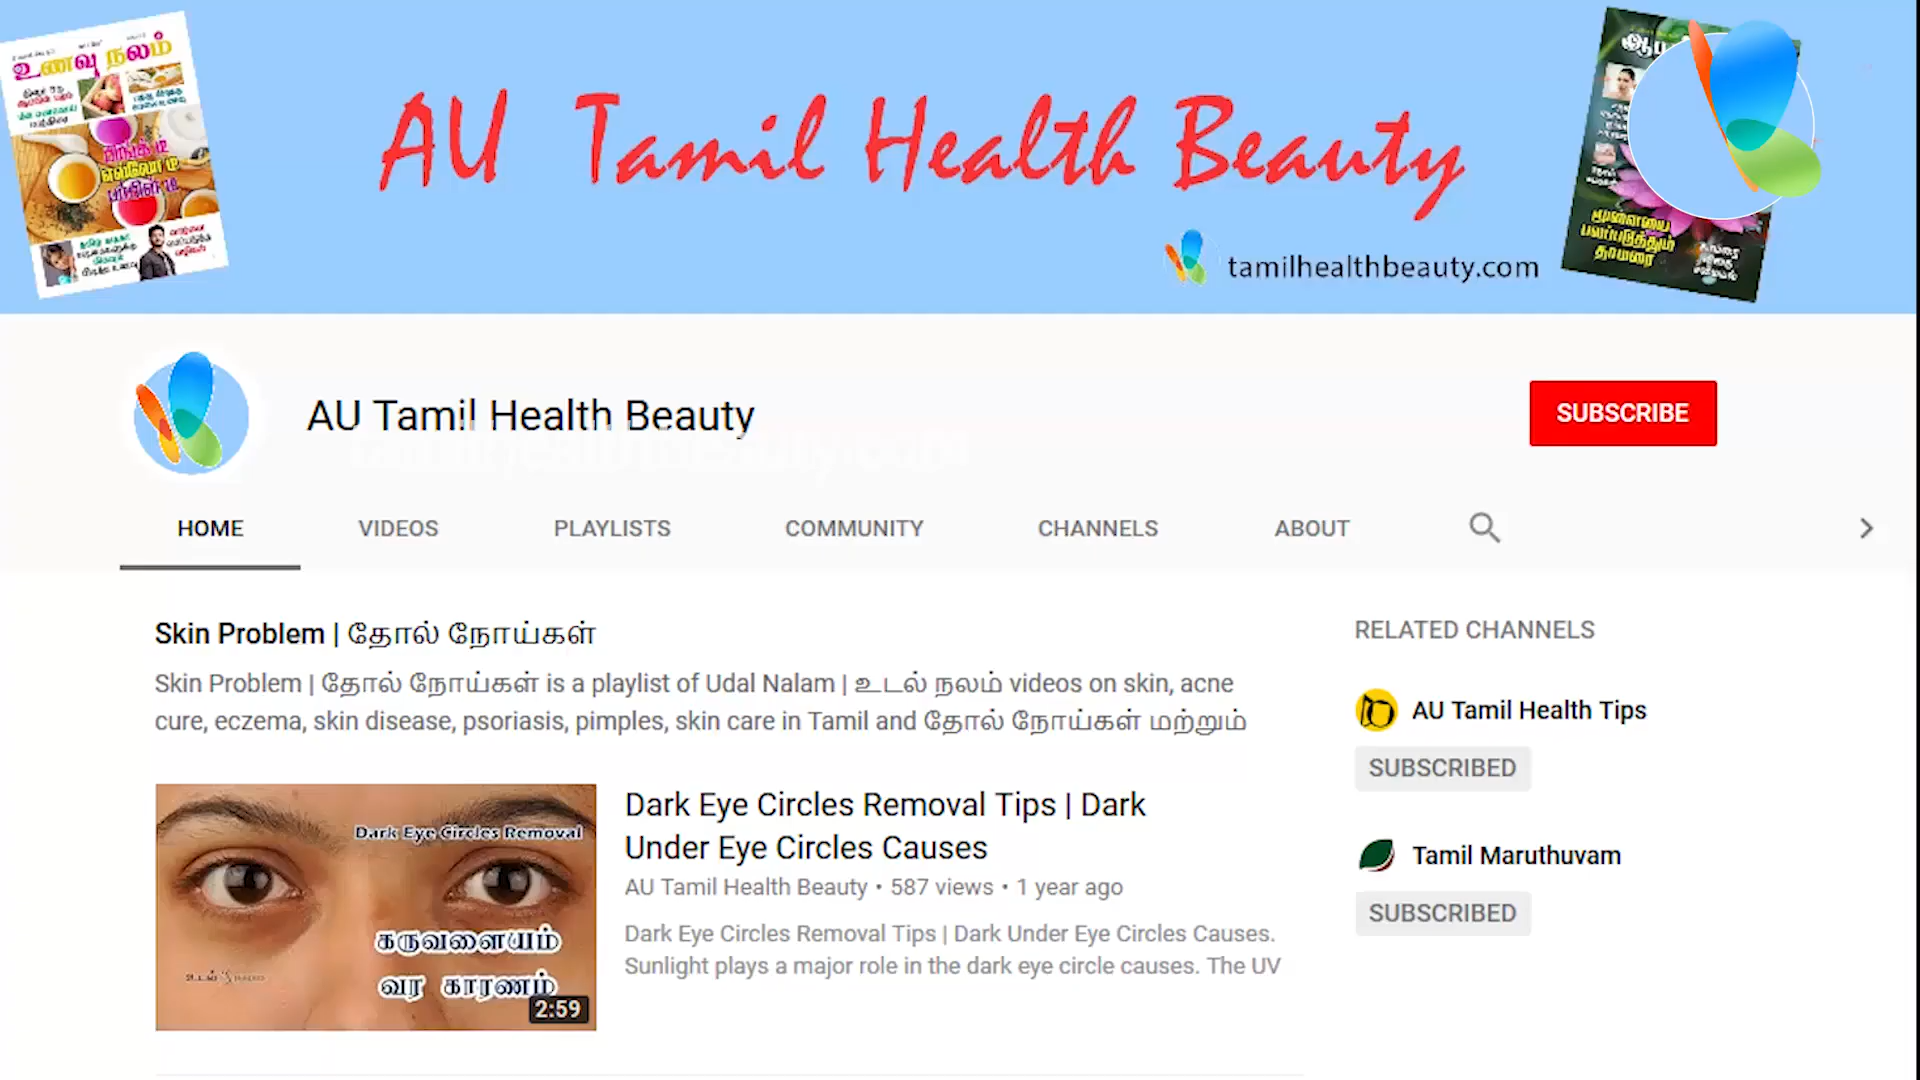 உணவு நலம்
AU Tamil Health Beauty
tamilhealthbeauty.com
மூளையை
பலப்படுத்தும்
தாமரை
AU Tamil Health Beauty
SUBSCRIBE
HOME VIDEOS PLAYLISTS COMMUNITY CHANNELS ABOUT
Skin Problem | தோல் நோய்கள்
Skin Problem | தோல் நோய்கள் is a playlist of Udal Nalam | உடல் நலம் videos on skin, acne
cure, eczema, skin disease, psoriasis, pimples, skin care in Tamil and தோல் நோய்கள் மற்றும்
Dark Eye Circles Removal
கருவளையம்
வர காரணம்
2:59
Dark Eye Circles Removal Tips | Dark
Under Eye Circles Causes
AU Tamil Health Beauty • 587 views • 1 year ago
Dark Eye Circles Removal Tips | Dark Under Eye Circles Causes.
Sunlight plays a major role in the dark eye circle causes. The UV
RELATED CHANNELS
AU Tamil Health Tips
SUBSCRIBED
Tamil Maruthuvam
SUBSCRIBED